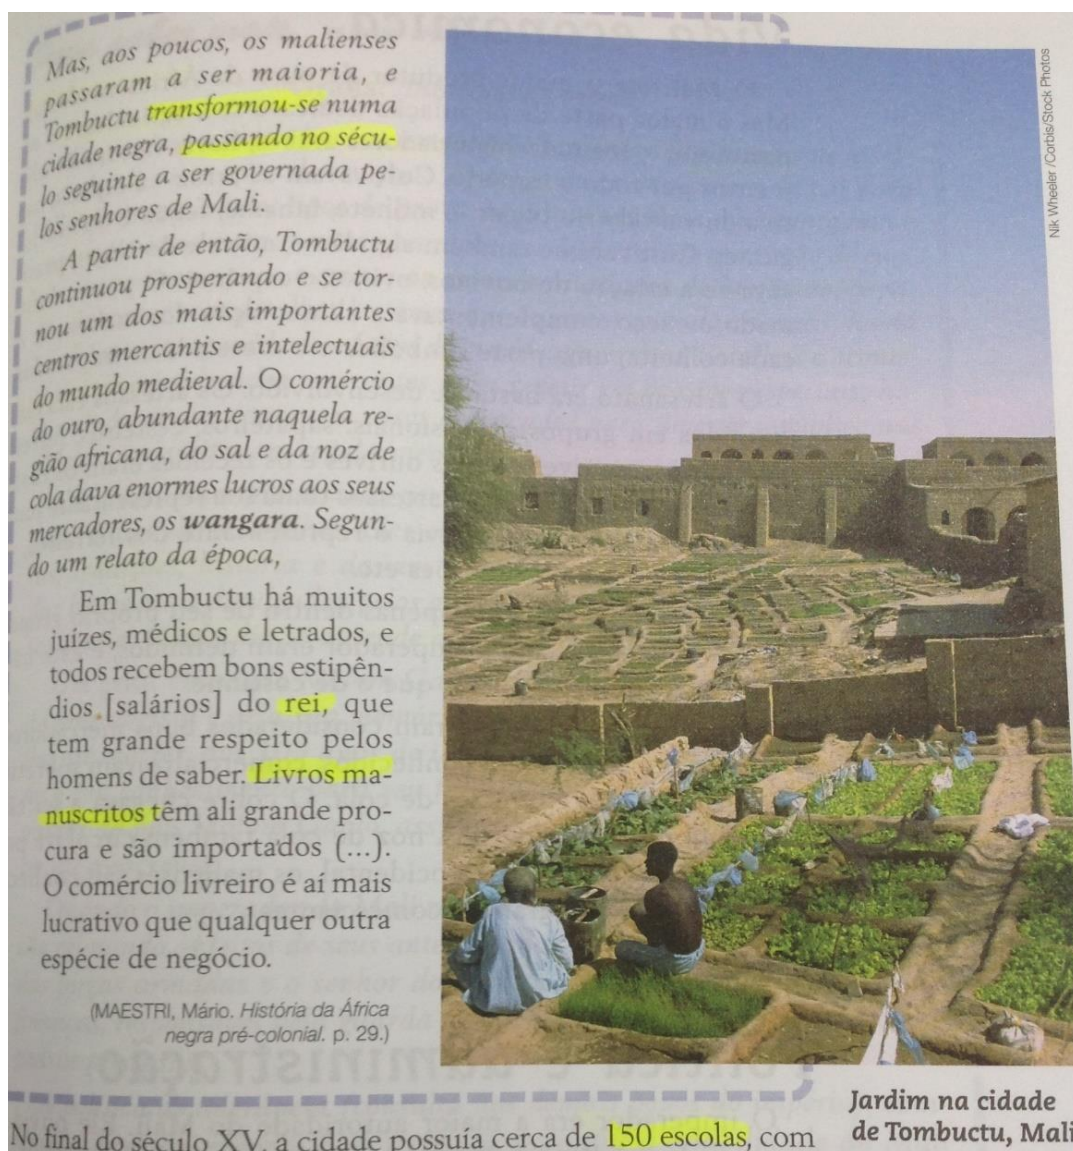 Mas, aos poucos, os malienses
passaram a ser maioria, e
Tombuctu transformou-se numa
cidade negra, passando no sécu-
lo seguinte a ser governada pe-
los senhores de Mali.
A partir de então, Tombuctu
continuou prosperando e se tor-
nou um dos mais importantes
centros mercantis e intelectuais
do mundo medieval. O comércio
do ouro, abundante naquela re-
gião africana, do sal e da noz de
cola dava enormes lucros aos seus
mercadores, os wangara. Segun-
do um relato da época,
Em Tombuctu há muitos
juízes, médicos e letrados, e
todos recebem bons estipên-
dios [salários] do rei, que
tem grande respeito pelos
homens de saber. Livros ma-
nuscritos têm ali grande pro-
cura e são importados (...).
O comércio livreiro é aí mais
lucrativo que qualquer outra
espécie de negócio.
(MAESTRI, Mário. História da África
negra pré-colonial. p. 29.)
Nik Wheeler /Corbis/Stock Photos
Jardim na cidade
de Tombuctu, Mali
No final do século XV, a cidade possuía cerca de 150 escolas, com